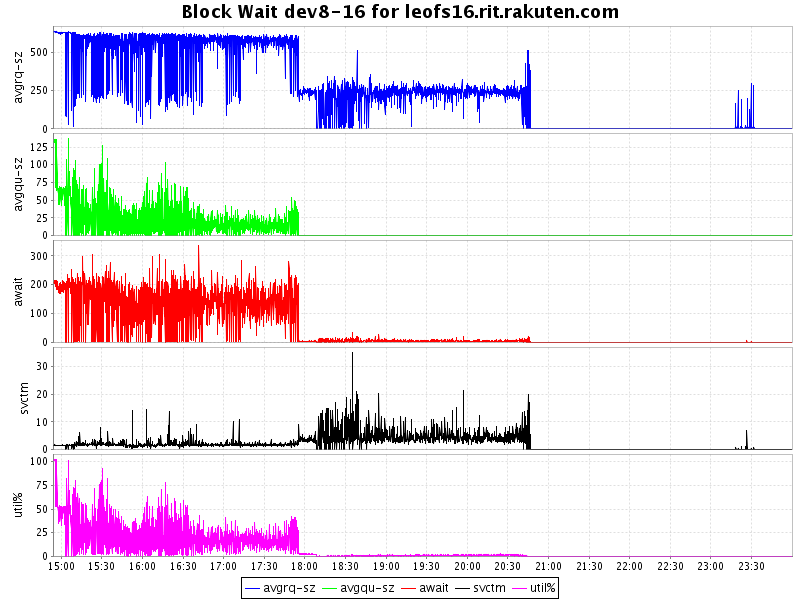 Block Wait dev8-16 for leofs16.rit.rakuten.com
avgrq-sz
500
250
0
avgqu-sz
125
100
75
50
25
0
await
300
200
100
0
svctm
30
20
10
0
util%
100
75
50
25
0
15:00 15:30 16:00 16:30 17:00 17:30 18:00 18:30 19:00 19:30 20:00 20:30 21:00 21:30 22:00 22:30 23:00 23:30
avgrq-sz avgqu-sz await svctm util%